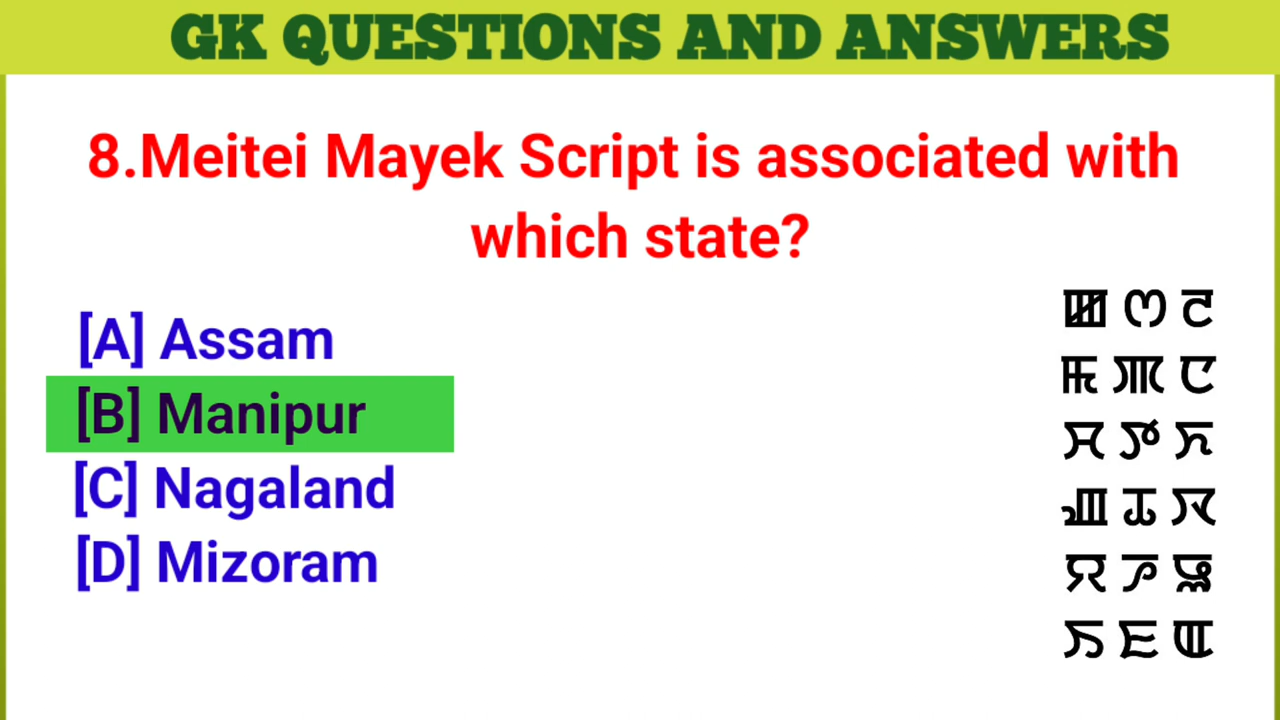 GK QUESTIONS AND ANSWERS
8.Meitei Mayek Script is associated with
which state?
[A] Assam
[B] Manipur
[C] Nagaland
[D] Mizoram
ꯀ ꯁ ꯂ
ꯃ ꯄ ꯅ
ꯆ ꯇ ꯈ
ꯉ ꯊ ꯋ
ꯌ ꯍ ꯎ
ꯏ ꯐ ꯑ